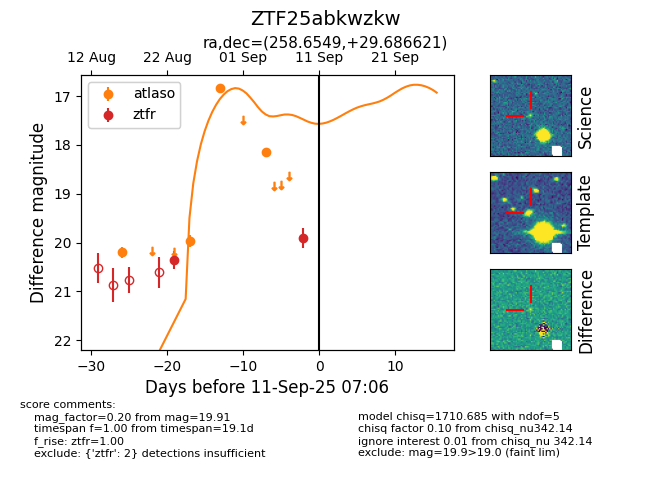 ZTF25abkwzkw
ra,dec=(258.6549,+29.686621)
12 Aug 22 Aug 01 Sep 11 Sep 21 Sep
atlaso
ztfr
17
18
19
20
21
22
Difference magnitude
−30 −20 −10 0 10
Days before 11-Sep-25 07:06
Science
Template
Difference
score comments:
mag_factor=0.20 from mag=19.91
timespan f=1.00 from timespan=19.1d
f_rise: ztfr=1.00
exclude: {'ztfr': 2} detections insufficient
model chisq=1710.685 with ndof=5
chisq factor 0.10 from chisq_nu342.14
ignore interest 0.01 from chisq_nu 342.14
exclude: mag=19.9>19.0 (faint lim)